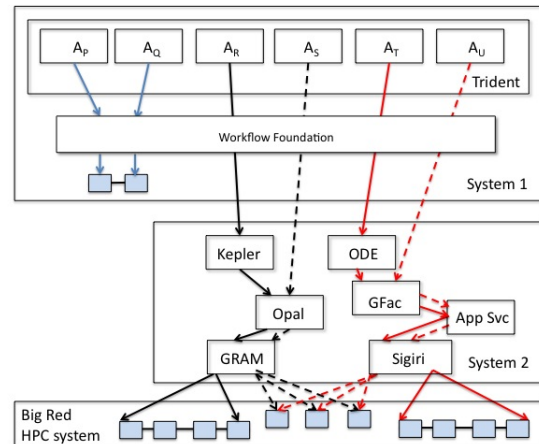 A_P A_Q A_R A_S A_T A_U
Trident
Workflow Foundation
System 1
Kepler ODE
GFac
Opal App Svc
GRAM Sigiri
System 2
Big Red
HPC system